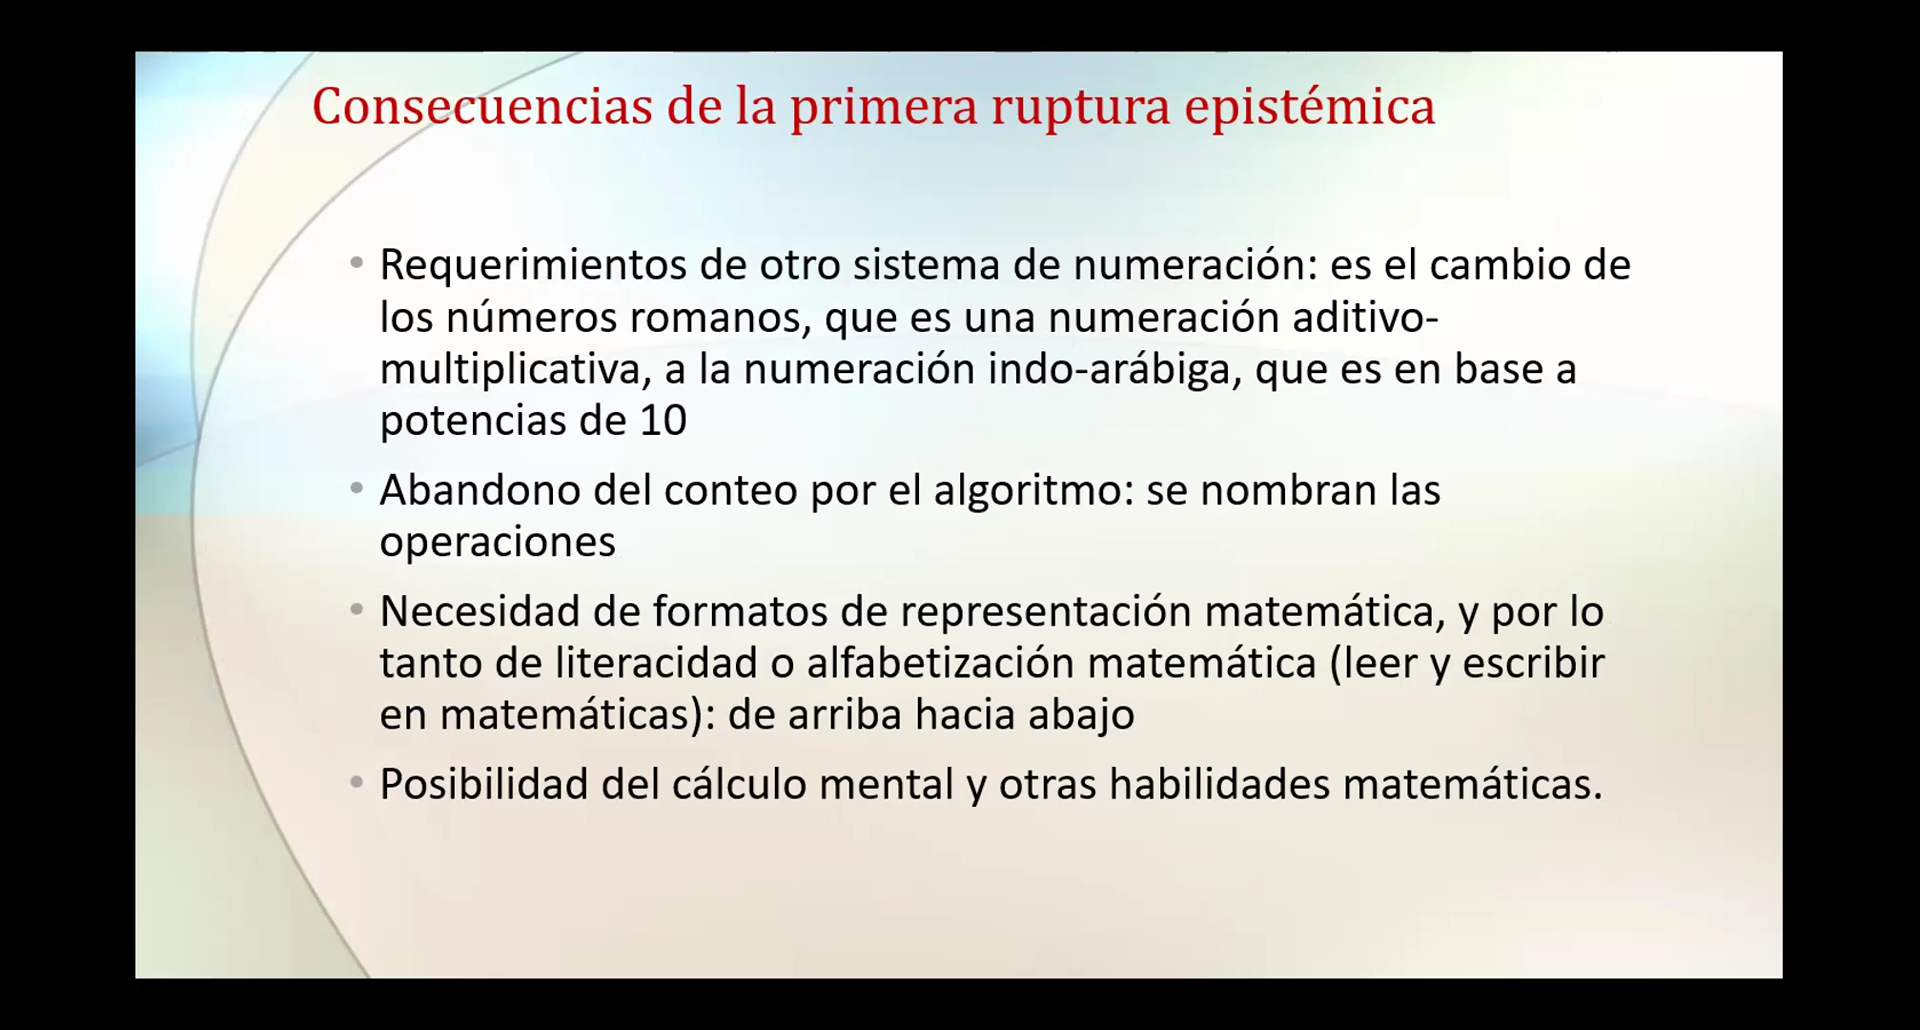 Consecuencias de la primera ruptura epistémica
• Requerimientos de otro sistema de numeración: es el cambio de
los números romanos, que es una numeración aditivo-
multiplicativa, a la numeración indo-arábiga, que es en base a
potencias de 10
• Abandono del conteo por el algoritmo: se nombran las
operaciones
• Necesidad de formatos de representación matemática, y por lo
tanto de literacidad o alfabetización matemática (leer y escribir
en matemáticas): de arriba hacia abajo
• Posibilidad del cálculo mental y otras habilidades matemáticas.